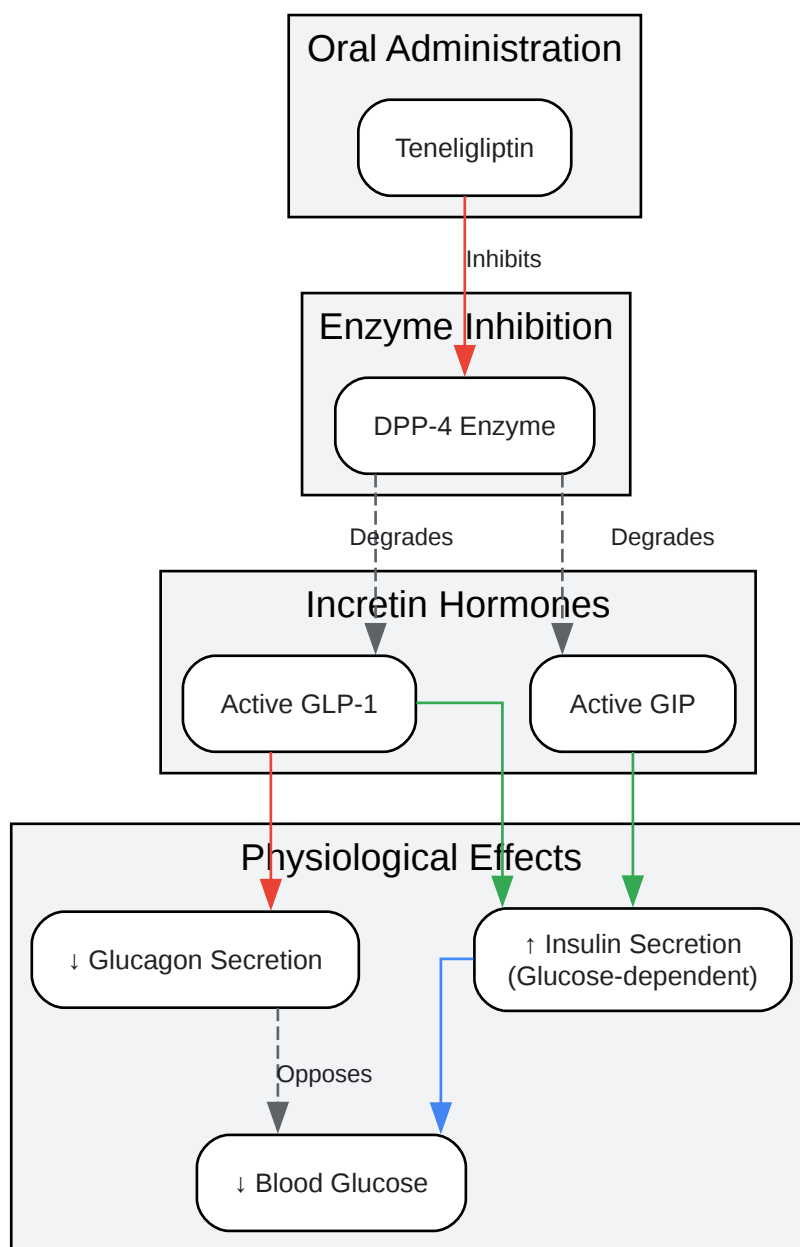 Oral Administration
Teneligliptin
Inhibits
Enzyme Inhibition
DPP-4 Enzyme
Degrades
Degrades
Incretin Hormones
Active GLP-1
Active GIP
Physiological Effects
↓ Glucagon Secretion
↑ Insulin Secretion
(Glucose-dependent)
Opposes
↓ Blood Glucose